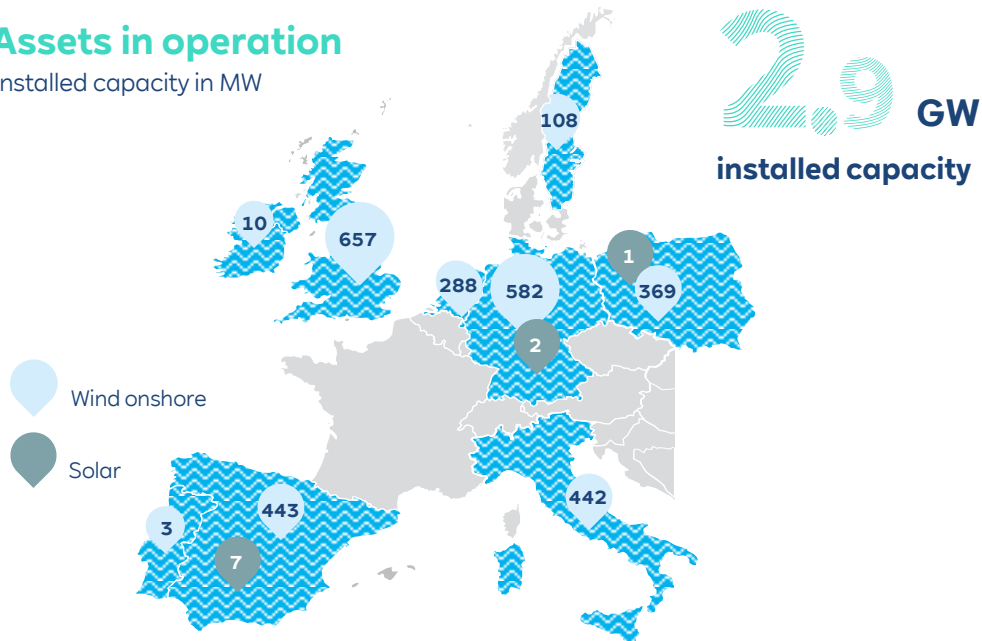 Assets in operation
Installed capacity in MW
2.9 GW
installed capacity
108
10
657
1
288
582
369
2
Wind onshore
Solar
442
443
3
7